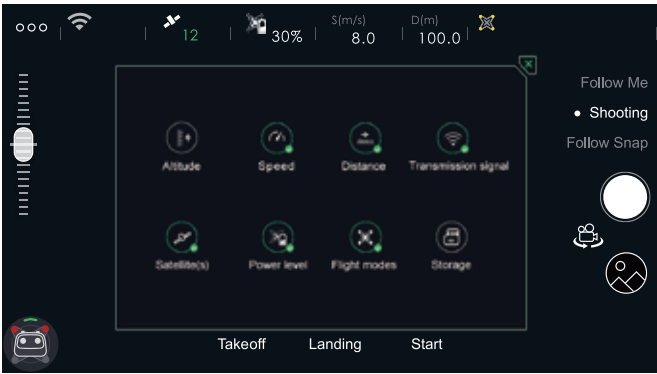 S(m/s) D(m)
12 30% 8.0 100.0
Follow Me
Shooting
Follow Snap
Altitude Speed Distance Transmission signal
Satellite(s) Power level Flight modes Storage
Takeoff Landing Start